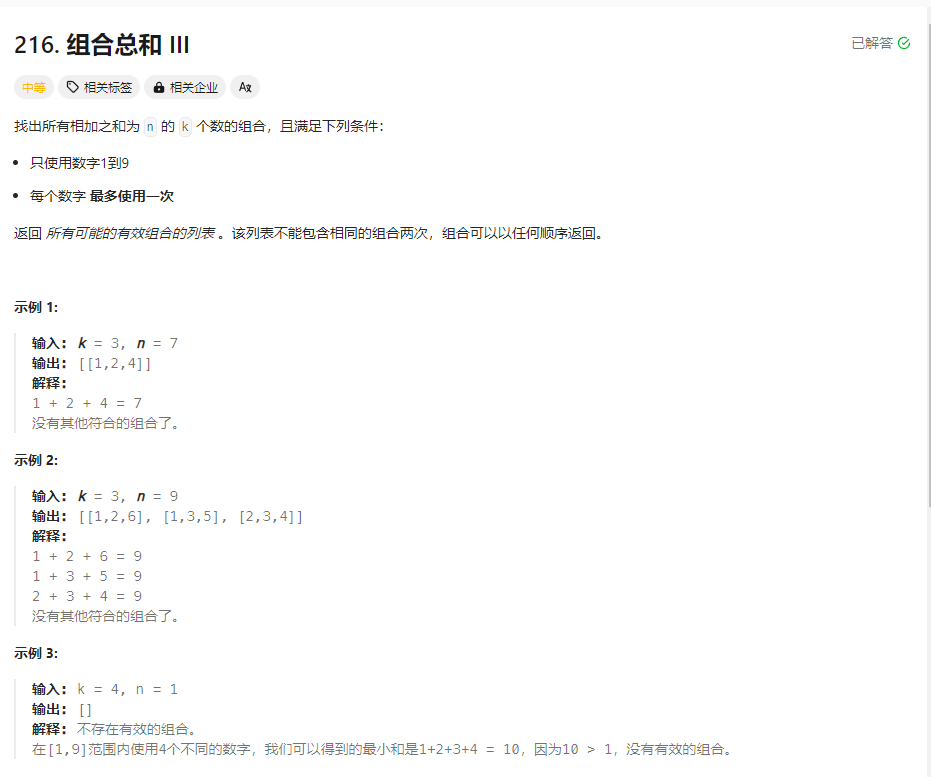 216. 组合总和 III
已解答
中等 相关标签 相关企业 Aあ
找出所有相加之和为 n 的 k 个数的组合，且满足下列条件：
只使用数字1到9
每个数字 最多使用一次
返回 所有可能的有效组合的列表 。该列表不能包含相同的组合两次，组合可以以任何顺序返回。
示例 1:
输入: k = 3, n = 7
输出: [[1,2,4]]
解释:
1 + 2 + 4 = 7
没有其他符合的组合了。
示例 2:
输入: k = 3, n = 9
输出: [[1,2,6], [1,3,5], [2,3,4]]
解释:
1 + 2 + 6 = 9
1 + 3 + 5 = 9
2 + 3 + 4 = 9
没有其他符合的组合了。
示例 3:
输入: k = 4, n = 1
输出: []
解释: 不存在有效的组合。
在[1,9]范围内使用4个不同的数字，我们可以得到的最小和是1+2+3+4 = 10，因为10 > 1，没有有效的组合。